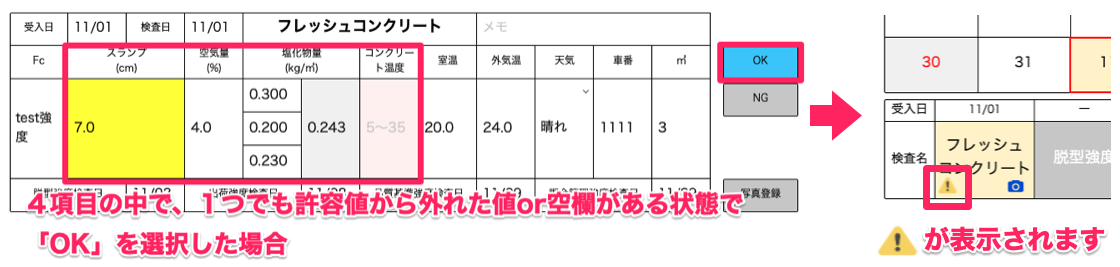 受入日 11/01 検査日 11/01 フレッシュコンクリート メモ
Fc スランプ(cm) 空気量(%) 塩化物量(kg/㎥) コンクリート温度 室温 外気温 天気 車番 ㎥
test強度 7.0 4.0 0.300 0.200 0.230 0.243 5〜35 20.0 24.0 晴れ 1111 3
OK
NG
写真登録
4項目の中で、1つでも許容値から外れた値or空欄がある状態で
「OK」を選択した場合
30 31
受入日 11/01 ー
検査名 フレッシュコンクリート 脱型強度
が表示されます